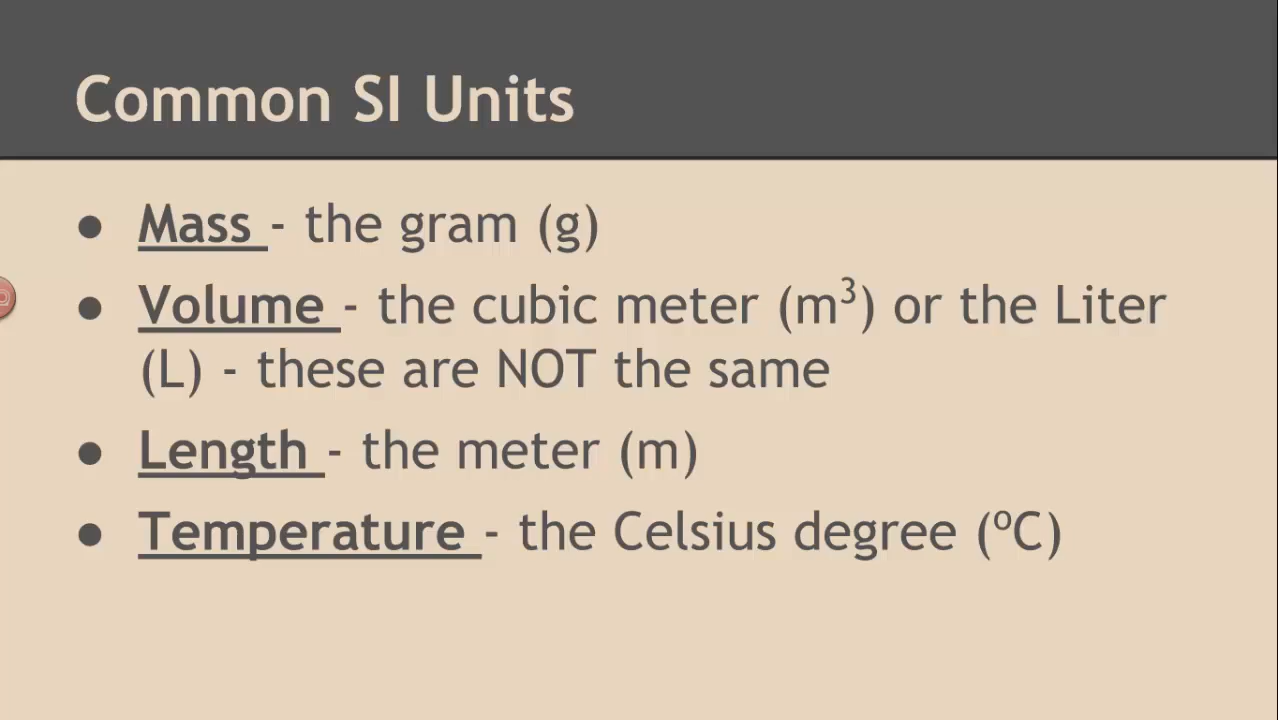 Common SI Units
● Mass - the gram (g)
● Volume - the cubic meter (m³) or the Liter
(L) - these are NOT the same
● Length - the meter (m)
● Temperature - the Celsius degree (ºC)